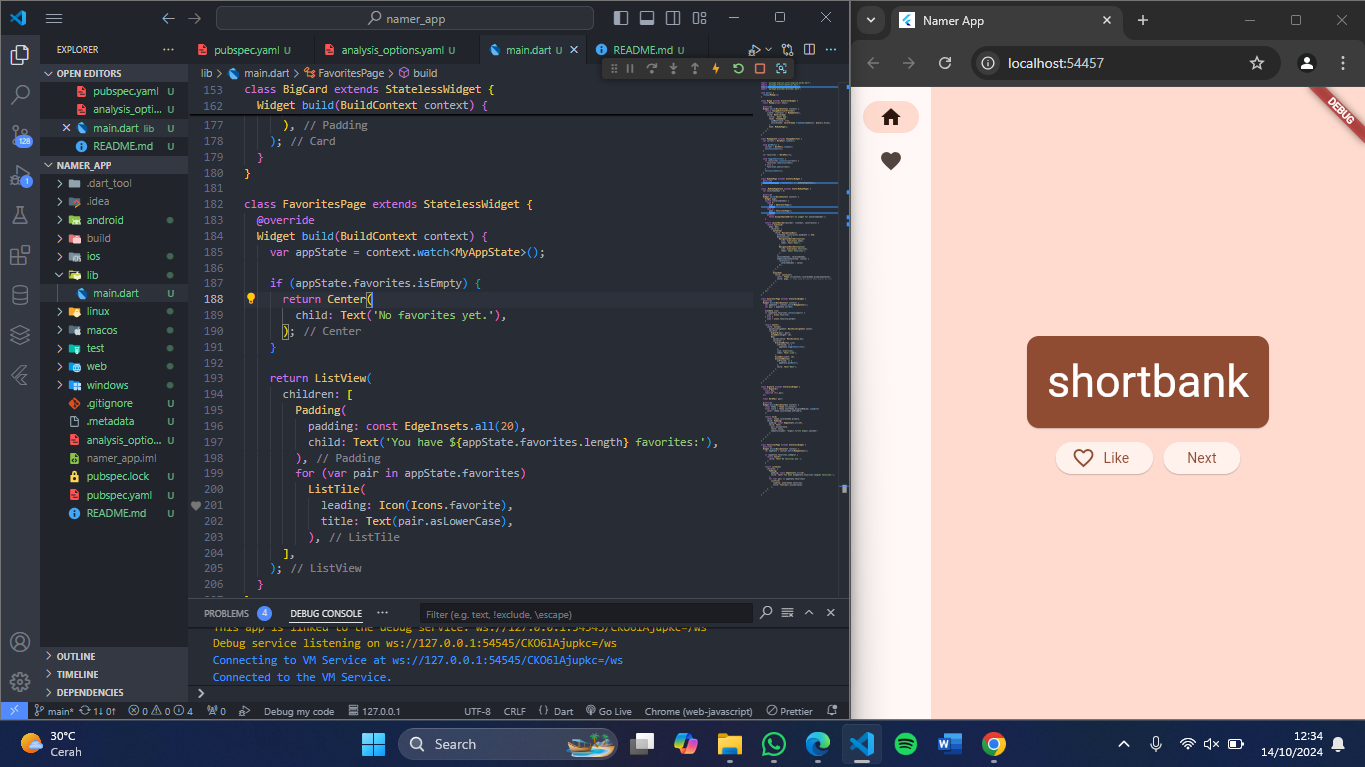 namer_app
Namer App
EXPLORER
pubspec.yaml U
analysis_options.yaml U
main.dart U
README.md U
localhost:54457
OPEN EDITORS
pubspec.yaml U
analysis_opti... U
main.dart lib U
README.md U
128
1
lib > main.dart > FavoritesPage > build
DEBUG
NAMER_APP
.dart_tool
.idea
android
build
ios
lib
main.dart U
linux
macos
test
web
windows
.gitignore U
.metadata U
analysis_optio... U
namer_app.iml
pubspec.lock U
pubspec.yaml U
README.md U
OUTLINE
TIMELINE
DEPENDENCIES
153 class BigCard extends StatelessWidget {
162 Widget build(BuildContext context) {
177 ), // Padding
178 ); // Card
179 }
180 }
181
182 class FavoritesPage extends StatelessWidget {
183 @override
184 Widget build(BuildContext context) {
185 var appState = context.watch<MyAppState>();
186
187 if (appState.favorites.isEmpty) {
188 return Center(
189 child: Text('No favorites yet.'),
190 ); // Center
191 }
192
193 return ListView(
194 children: [
195 Padding(
196 padding: const EdgeInsets.all(20),
197 child: Text('You have ${appState.favorites.length} favorites:'),
198 ), // Padding
199 for (var pair in appState.favorites)
200 ListTile(
201 leading: Icon(Icons.favorite),
202 title: Text(pair.asLowerCase),
203 ), // ListTile
204 ],
205 ); // ListView
206 }
shortbank
Like
Next
PROBLEMS 4 DEBUG CONSOLE
Filter (e.g. text, !exclude, \escape)
This app is linked to the debug service: ws://127.0.0.1:54545/CKO6lAjupkc=/ws
Debug service listening on ws://127.0.0.1:54545/CKO6lAjupkc=/ws
Connecting to VM Service at ws://127.0.0.1:54545/CKO6lAjupkc=/ws
Connected to the VM Service.
main* 1↓ 0↑ 0 0 4 0 Debug my code 127.0.0.1 UTF-8 CRLF {} Dart Go Live Chrome (web-javascript) Prettier
30°C
Cerah
Search
12:34
14/10/2024